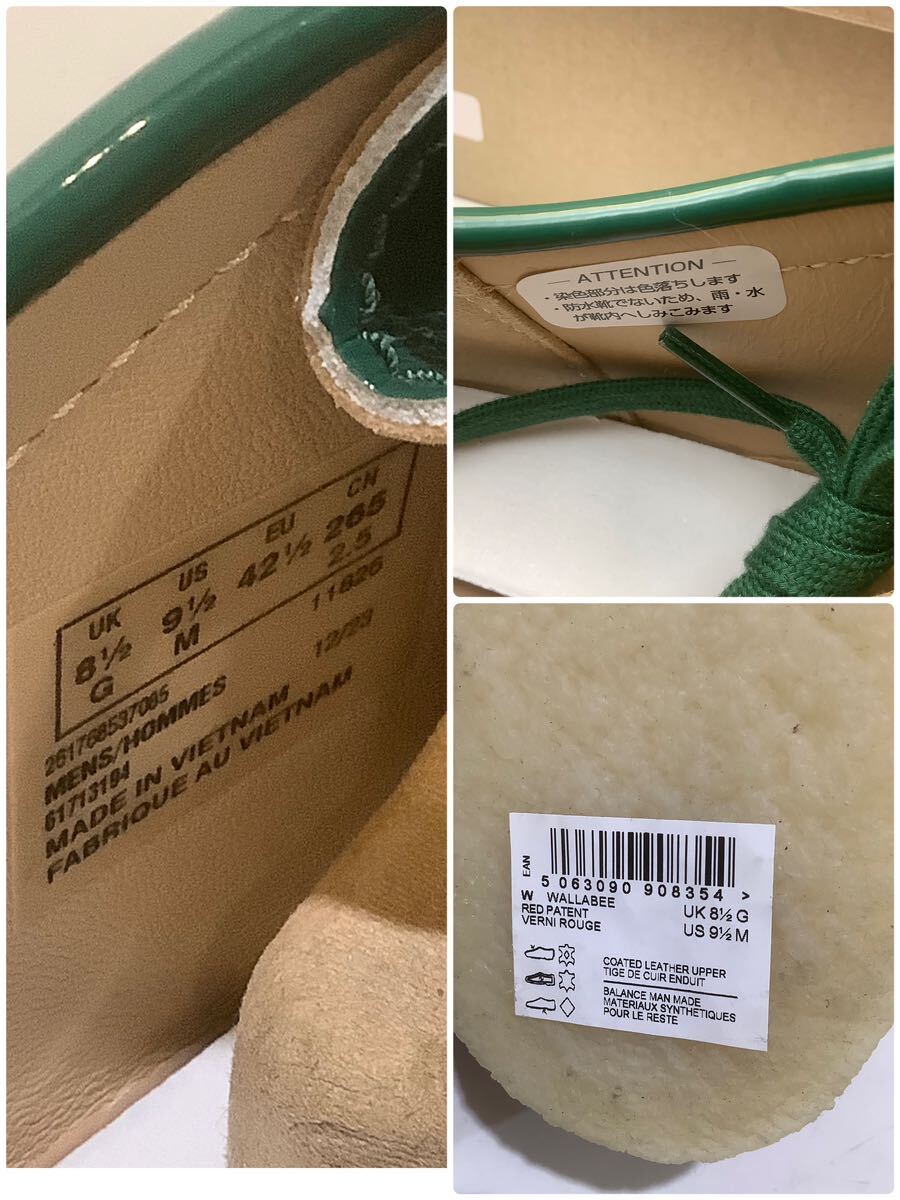 UK US EU CN
8½ 9½ 42½ 265
G M 2.5
261768537085 11826
MENS/HOMMES 12/23
61713194
MADE IN VIETNAM
FABRIQUE AU VIETNAM
— ATTENTION —
・染色部分は色落ちします
・防水靴でないため、雨・水
が靴内へしみこみます
EAN
5 063090 908354 >
W WALLABEE UK 8½ G
RED PATENT US 9½ M
VERNI ROUGE
COATED LEATHER UPPER
TIGE DE CUIR ENDUIT
BALANCE MAN MADE
MATERIAUX SYNTHETIQUES
POUR LE RESTE